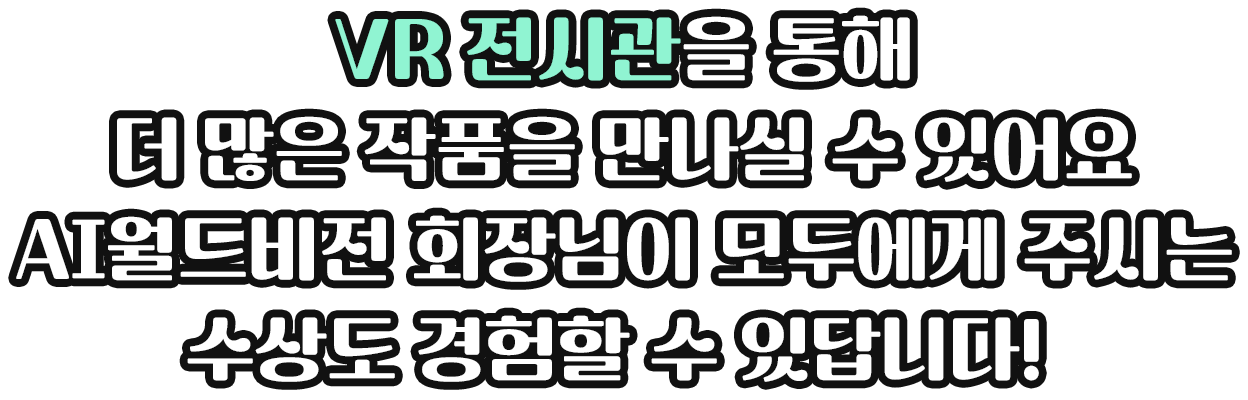 VR 전시관을 통해
더 많은 작품을 만나실 수 있어요
AI월드비전 회장님이 모두에게 주시는
수상도 경험할 수 있답니다!